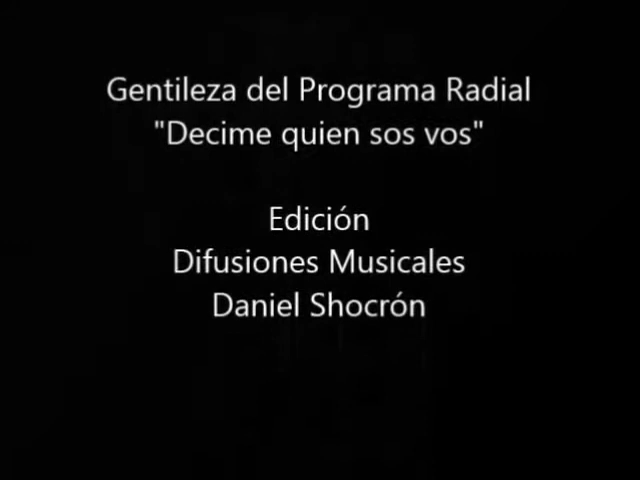 Gentileza del Programa Radial
"Decime quien sos vos"
Edición
Difusiones Musicales
Daniel Shocrón